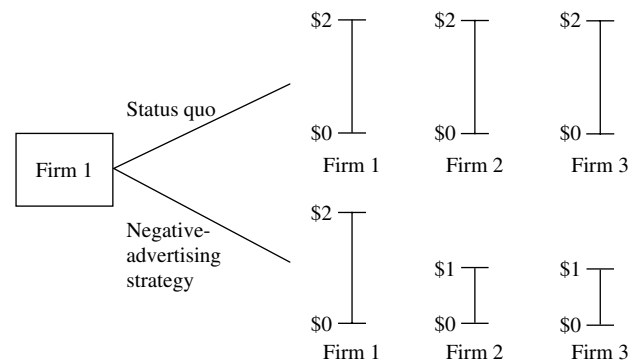 $2 $2 $2
Status quo
$0 $0 $0
Firm 1 Firm 2 Firm 3
Firm 1
$2
Negative-
advertising
strategy
$1 $1
$0 $0 $0
Firm 1 Firm 2 Firm 3